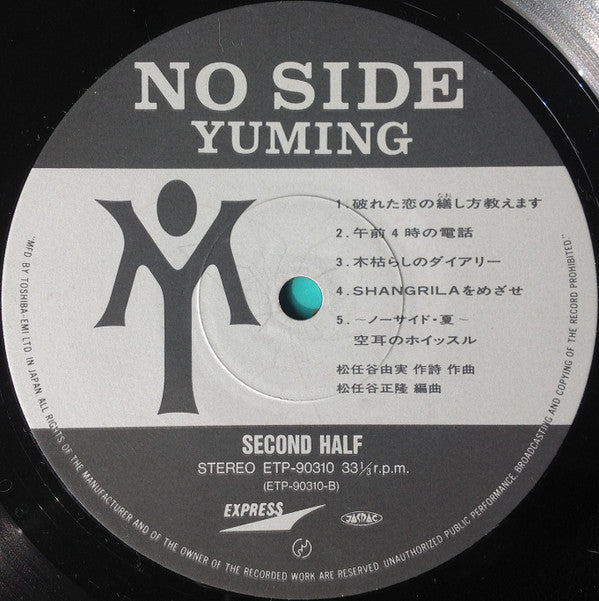 NO SIDE
YUMING
1. 破れた恋の繕し方教えます
なお
2. 午前4時の電話
3. 木枯らしのダイアリー
4. SHANGRILAをめざせ
5. 〜ノーサイド・夏〜
空耳のホイッスル
松任谷由実 作詩 作曲
松任谷正隆 編曲
SECOND HALF
STEREO ETP-90310 33⅓ r.p.m.
(ETP-90310-B)
EXPRESS
JASRAC
"MFD BY TOSHIBA-EMI LTD IN JAPAN ALL RIGHTS OF THE MANUFACTURER AND OF THE OWNER OF THE RECORDED WORK ARE RESERVED UNAUTHORIZED PUBLIC PERFORMANCE BROADCASTING AND COPYING OF THE RECORD PROHIBITED"